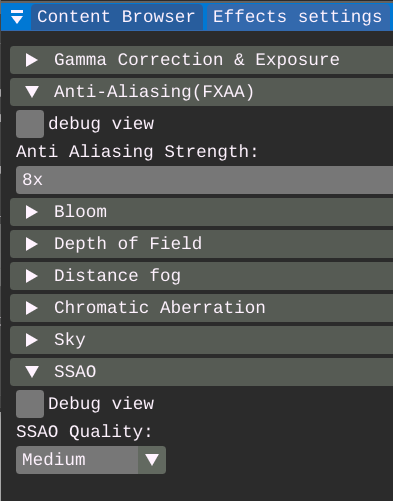 Content Browser Effects settings
Gamma Correction & Exposure
Anti-Aliasing(FXAA)
debug view
Anti Aliasing Strength:
8x
Bloom
Depth of Field
Distance fog
Chromatic Aberration
Sky
SSAO
Debug view
SSAO Quality:
Medium